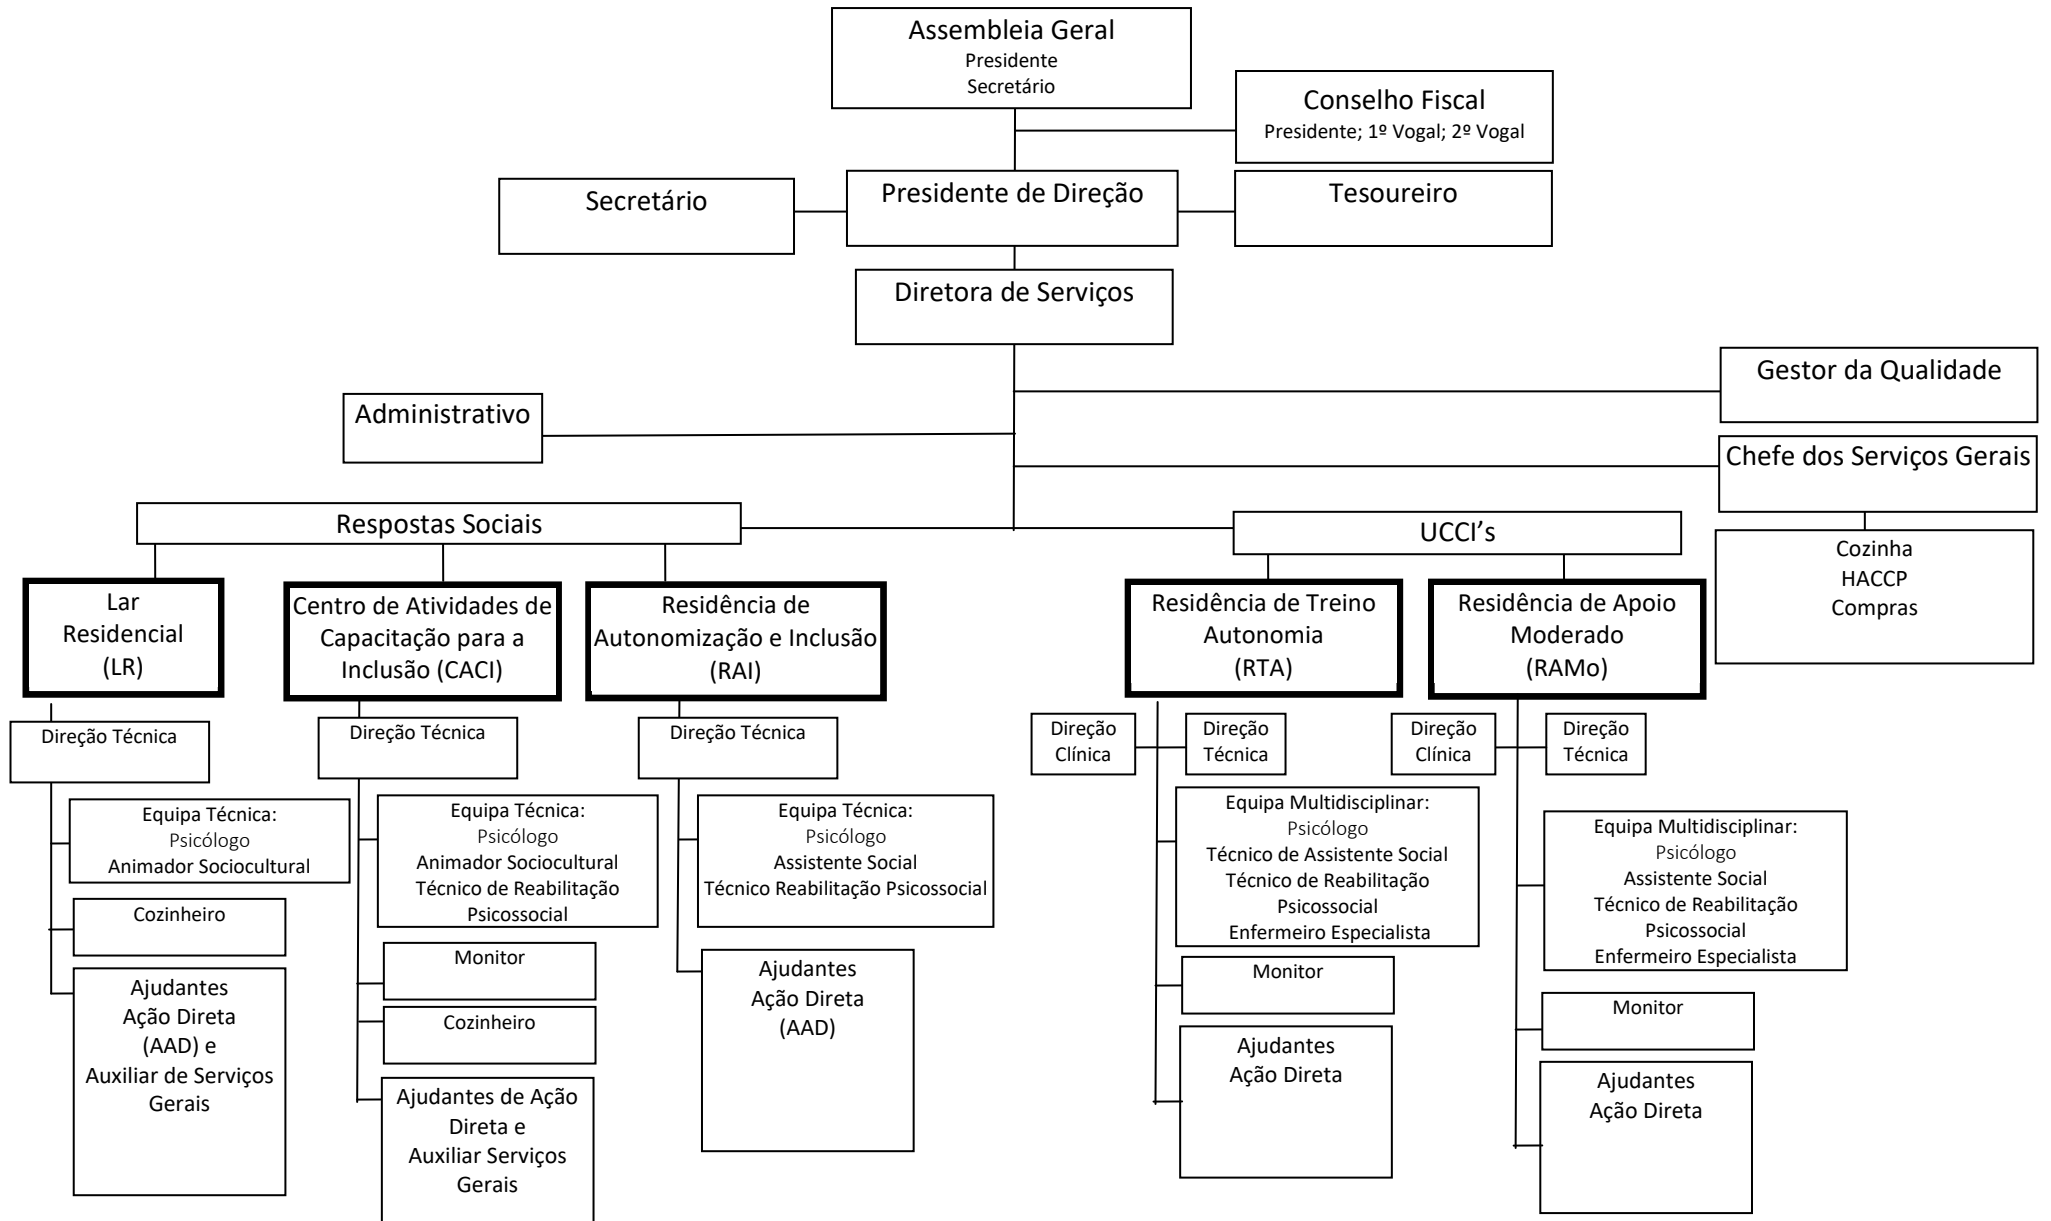 Assembleia Geral
Presidente
Secretário
Conselho Fiscal
Presidente; 1º Vogal; 2º Vogal
Secretário
Presidente de Direção
Tesoureiro
Diretora de Serviços
Gestor da Qualidade
Administrativo
Chefe dos Serviços Gerais
Cozinha
HACCP
Compras
Respostas Sociais
UCCI’s
Lar
Residencial
(LR)
Centro de Atividades de
Capacitação para a
Inclusão (CACI)
Residência de
Autonomização e Inclusão
(RAI)
Residência de Treino
Autonomia
(RTA)
Residência de Apoio
Moderado
(RAMo)
Direção Técnica
Equipa Técnica:
Psicólogo
Animador Sociocultural
Cozinheiro
Ajudantes
Ação Direta
(AAD) e
Auxiliar de Serviços
Gerais
Direção Técnica
Equipa Técnica:
Psicólogo
Animador Sociocultural
Técnico de Reabilitação
Psicossocial
Monitor
Cozinheiro
Ajudantes de Ação
Direta e
Auxiliar Serviços
Gerais
Direção Técnica
Equipa Técnica:
Psicólogo
Assistente Social
Técnico Reabilitação Psicossocial
Ajudantes
Ação Direta
(AAD)
Direção
Clínica
Direção
Técnica
Equipa Multidisciplinar:
Psicólogo
Técnico de Assistente Social
Técnico de Reabilitação
Psicossocial
Enfermeiro Especialista
Monitor
Ajudantes
Ação Direta
Direção
Clínica
Direção
Técnica
Equipa Multidisciplinar:
Psicólogo
Assistente Social
Técnico de Reabilitação
Psicossocial
Enfermeiro Especialista
Monitor
Ajudantes
Ação Direta